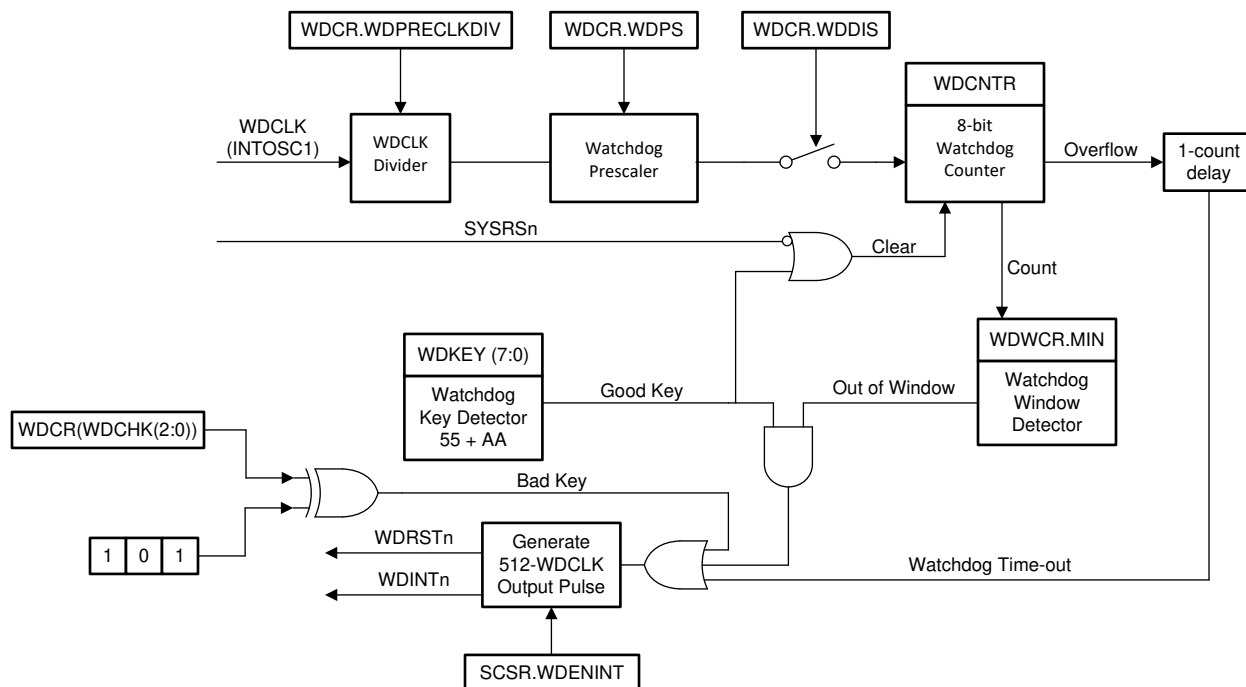 WDCR.WDPRECLKDIV
WDCR.WDPS
WDCR.WDDIS
WDCNTR
WDCLK
(INTOSC1)
WDCLK
Divider
Watchdog
Prescaler
8-bit
Watchdog
Counter
Overflow
1-count
delay
SYSRSn
Clear
Count
WDKEY (7:0)
Watchdog
Key Detector
55 + AA
Good Key
Out of Window
WDWCR.MIN
Watchdog
Window
Detector
WDCR(WDCHK(2:0))
Bad Key
1 0 1
WDRSTn
WDINTn
Generate
512-WDCLK
Output Pulse
Watchdog Time-out
SCSR.WDENINT